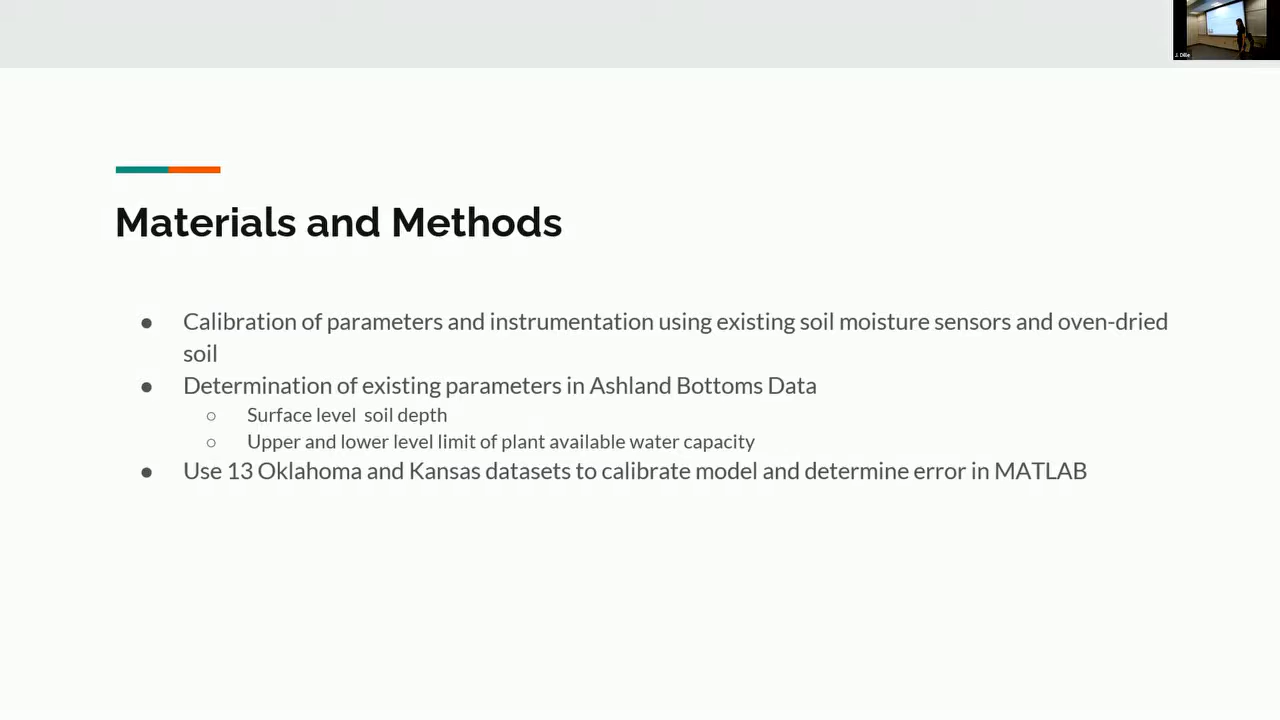 J. Dille
Materials and Methods
● Calibration of parameters and instrumentation using existing soil moisture sensors and oven-dried
soil
● Determination of existing parameters in Ashland Bottoms Data
○ Surface level soil depth
○ Upper and lower level limit of plant available water capacity
● Use 13 Oklahoma and Kansas datasets to calibrate model and determine error in MATLAB